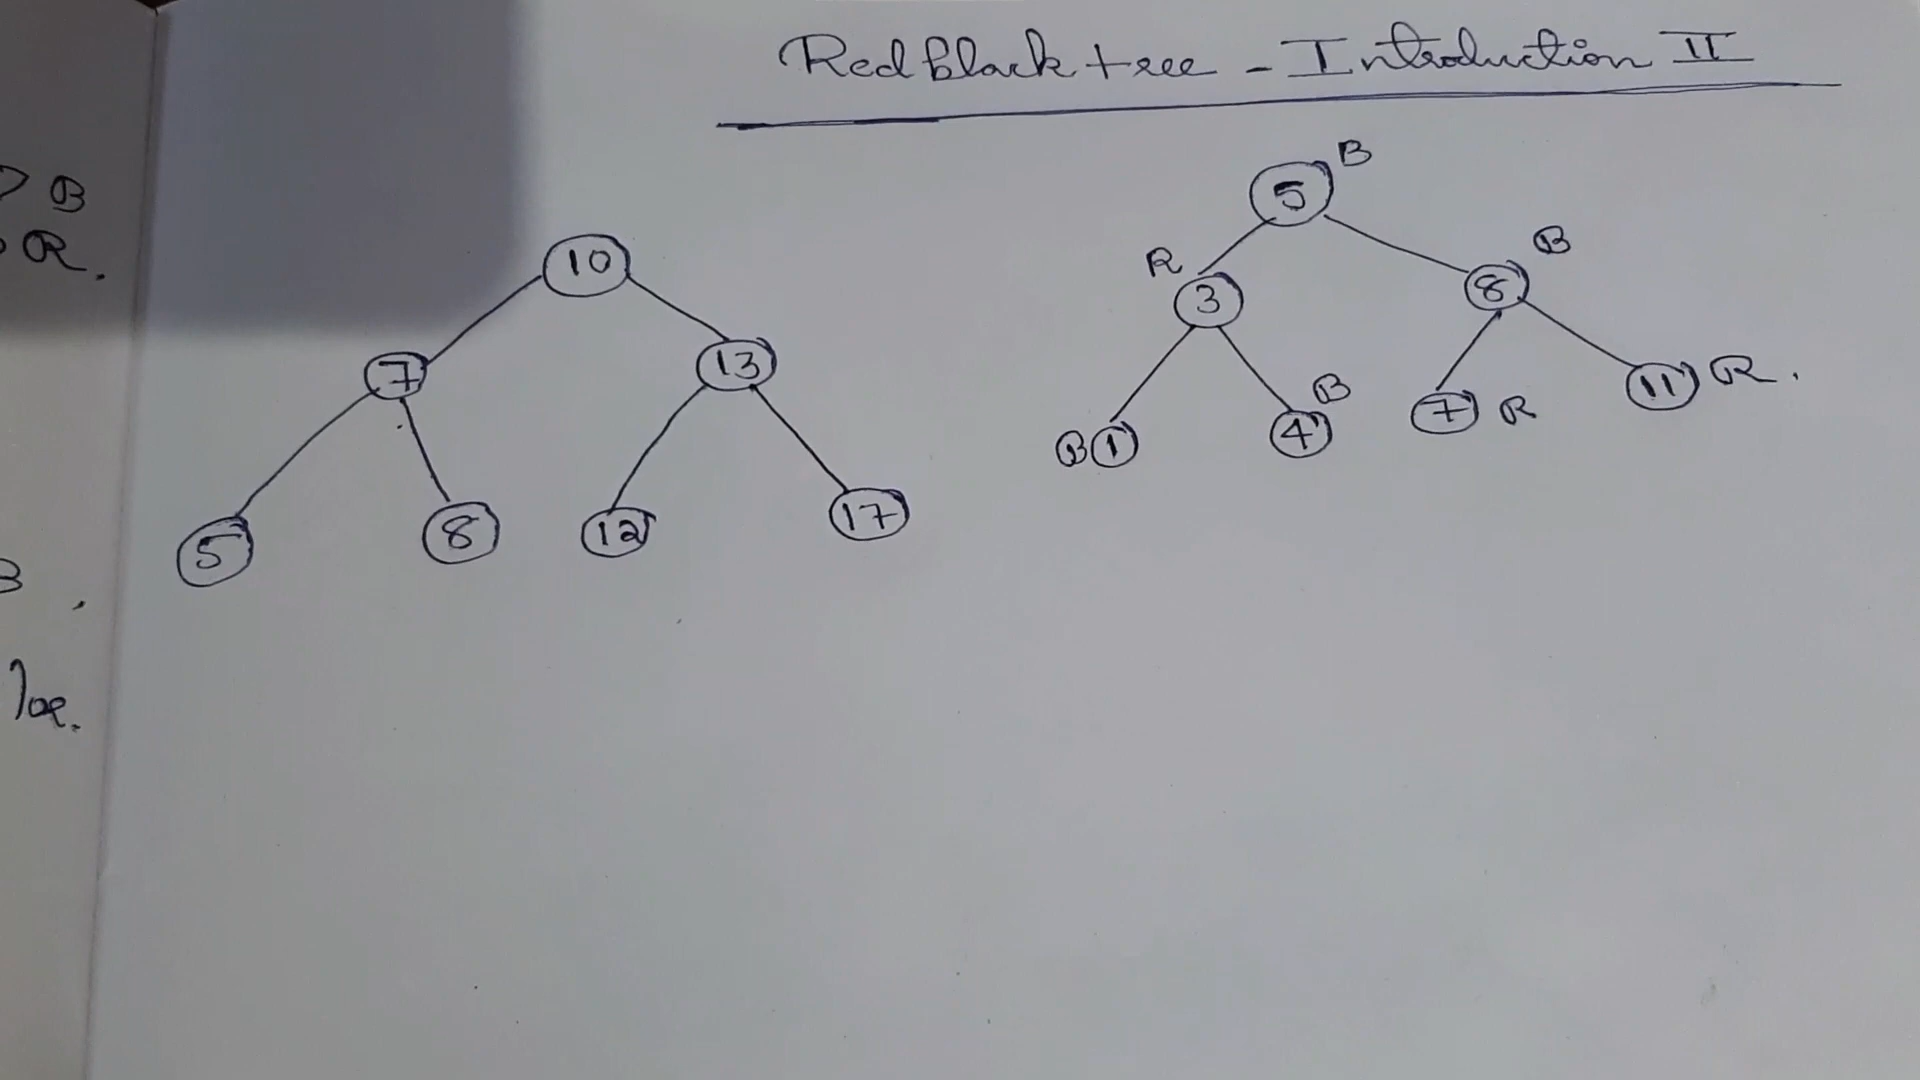 Red Black tree - Introduction II
B
R.
10
7
13
5
8
12
17
5 B
R
3
B
8
B 1
B
4
7 R
11 R.